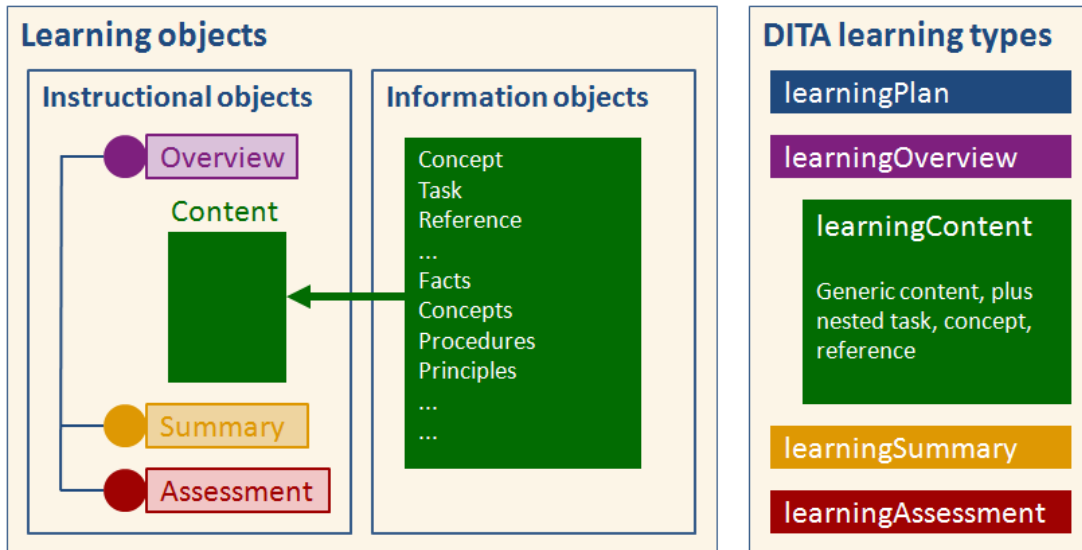 Learning objects
Instructional objects
Overview
Content
Summary
Assessment
Information objects
Concept
Task
Reference
...
Facts
Concepts
Procedures
Principles
...
...
DITA learning types
learningPlan
learningOverview
learningContent
Generic content, plus
nested task, concept,
reference
learningSummary
learningAssessment